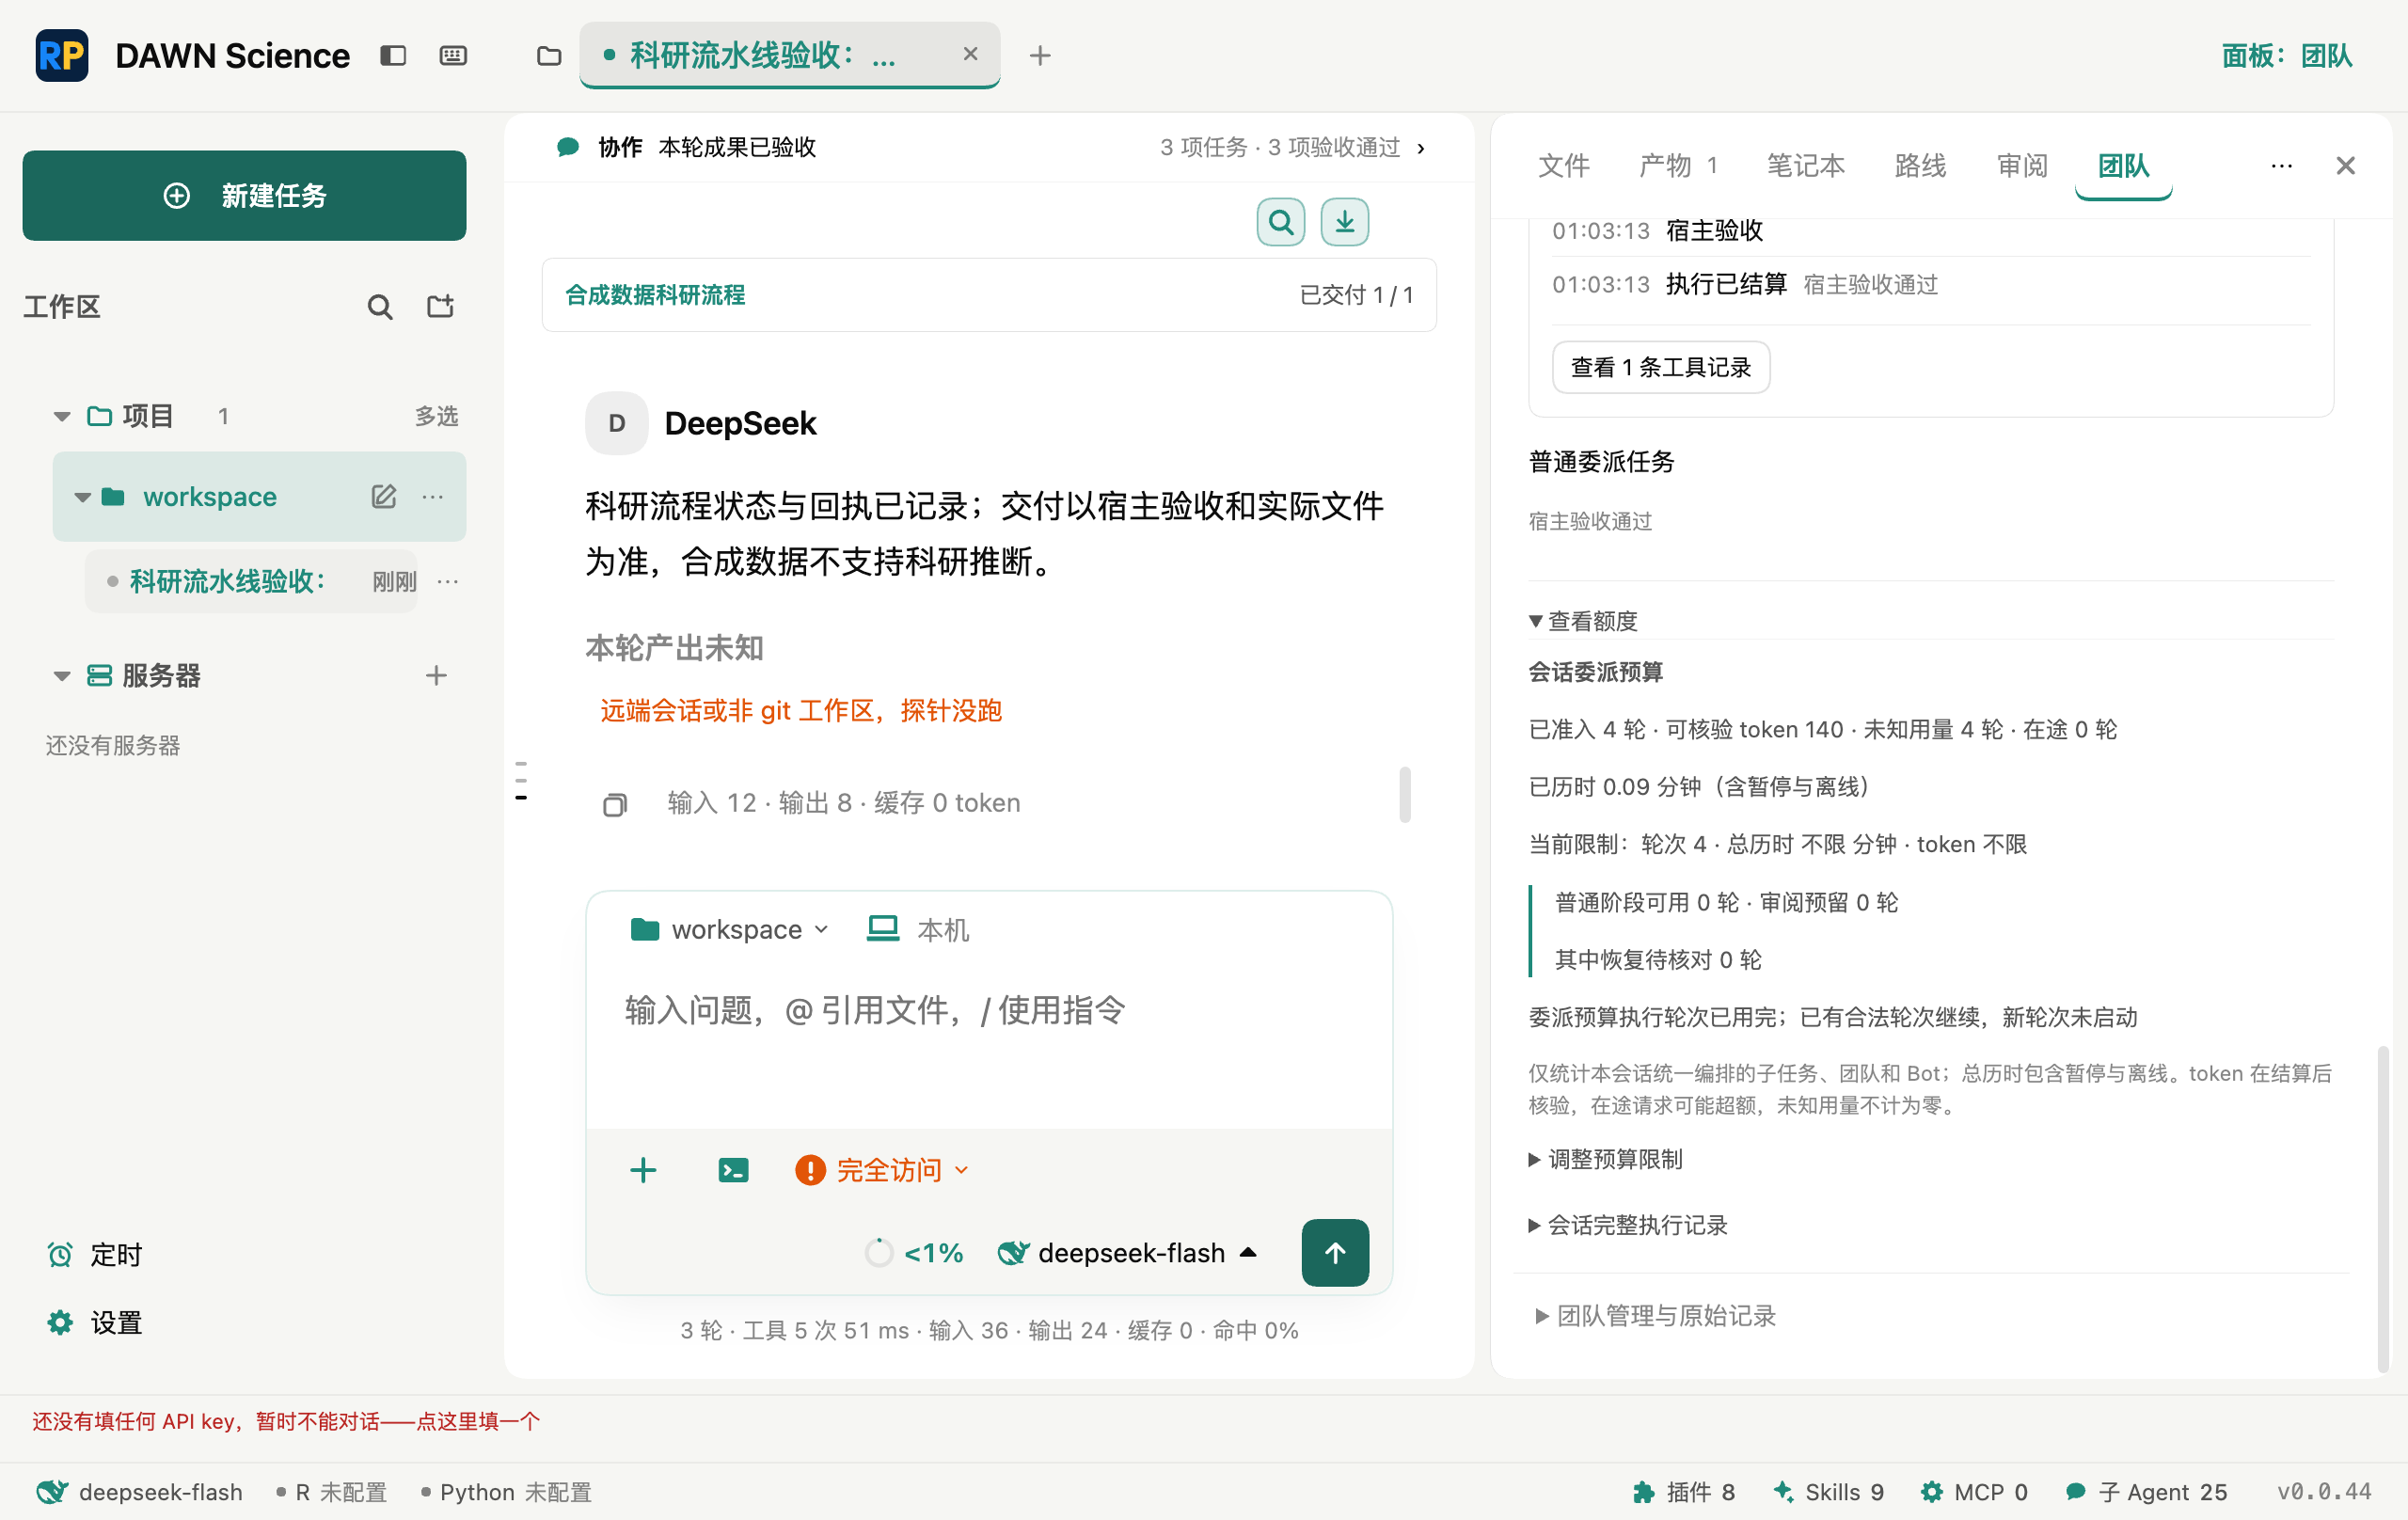 RP DAWN Science
科研流水线验收：...
面板：团队
新建任务
工作区
项目 1 多选
workspace
科研流水线验收： 刚刚
服务器
还没有服务器
定时
设置
协作 本轮成果已验收 3 项任务 · 3 项验收通过
合成数据科研流程 已交付 1 / 1
D DeepSeek
科研流程状态与回执已记录；交付以宿主验收和实际文件
为准，合成数据不支持科研推断。
本轮产出未知
远端会话或非 git 工作区，探针没跑
输入 12 · 输出 8 · 缓存 0 token
workspace 本机
输入问题，@ 引用文件，/ 使用指令
完全访问
<1% deepseek-flash
3 轮 · 工具 5 次 51 ms · 输入 36 · 输出 24 · 缓存 0 · 命中 0%
文件 产物 1 笔记本 路线 审阅 团队
01:03:13 宿主验收
01:03:13 执行已结算 宿主验收通过
查看 1 条工具记录
普通委派任务
宿主验收通过
查看额度
会话委派预算
已准入 4 轮 · 可核验 token 140 · 未知用量 4 轮 · 在途 0 轮
已历时 0.09 分钟（含暂停与离线）
当前限制：轮次 4 · 总历时 不限 分钟 · token 不限
普通阶段可用 0 轮 · 审阅预留 0 轮
其中恢复待核对 0 轮
委派预算执行轮次已用完；已有合法轮次继续，新轮次未启动
仅统计本会话统一编排的子任务、团队和 Bot；总历时包含暂停与离线。token 在结算后
核验，在途请求可能超额，未知用量不计为零。
调整预算限制
会话完整执行记录
团队管理与原始记录
还没有填任何 API key，暂时不能对话——点这里填一个
deepseek-flash R 未配置 Python 未配置
插件 8 Skills 9 MCP 0 子 Agent 25 v0.0.44